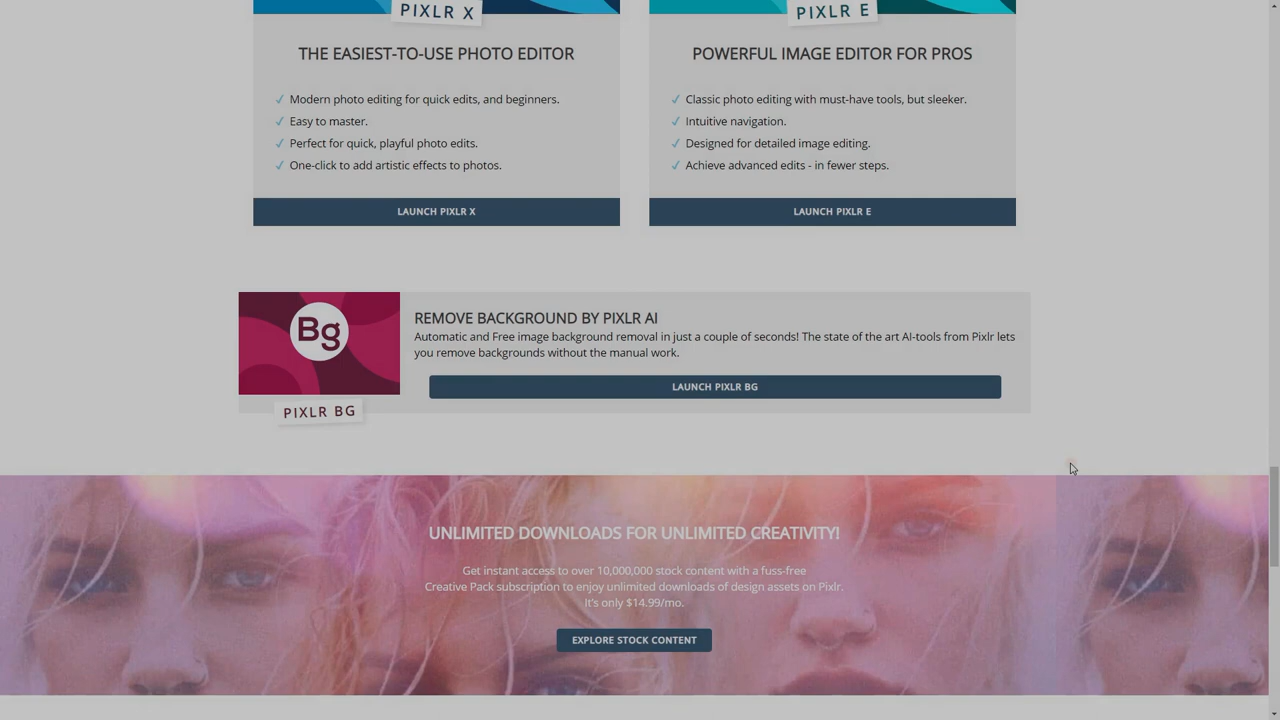 PIXLR X
THE EASIEST-TO-USE PHOTO EDITOR
✓ Modern photo editing for quick edits, and beginners.
✓ Easy to master.
✓ Perfect for quick, playful photo edits.
✓ One-click to add artistic effects to photos.
LAUNCH PIXLR X
PIXLR E
POWERFUL IMAGE EDITOR FOR PROS
✓ Classic photo editing with must-have tools, but sleeker.
✓ Intuitive navigation.
✓ Designed for detailed image editing.
✓ Achieve advanced edits - in fewer steps.
LAUNCH PIXLR E
Bg
PIXLR BG
REMOVE BACKGROUND BY PIXLR AI
Automatic and Free image background removal in just a couple of seconds! The state of the art AI-tools from Pixlr lets
you remove backgrounds without the manual work.
LAUNCH PIXLR BG
UNLIMITED DOWNLOADS FOR UNLIMITED CREATIVITY!
Get instant access to over 10,000,000 stock content with a fuss-free
Creative Pack subscription to enjoy unlimited downloads of design assets on Pixlr.
It's only $14.99/mo.
EXPLORE STOCK CONTENT